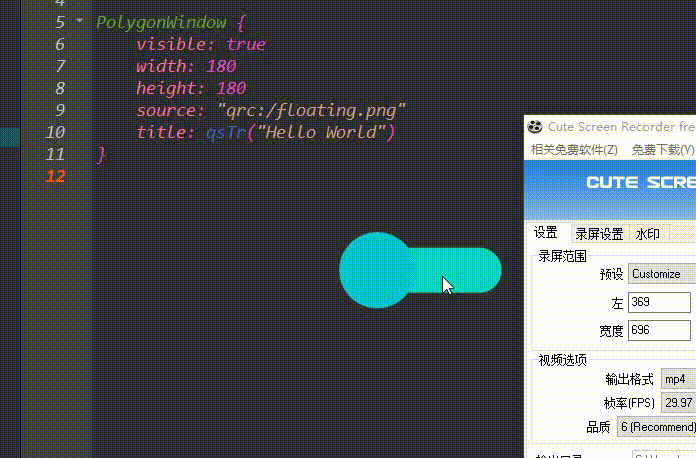 5 PolygonWindow {
6 visible: true
7 width: 180
8 height: 180
9 source: "qrc:/floating.png"
10 title: qsTr("Hello World")
11 }
12
Cute Screen Recorder fre
相关免费软件(Z) 免费下载(Y)
CUTE SCRE
设置 录屏设置 水印
录屏范围
预设 Customize
左 369
宽度 696
视频选项
输出格式 mp4
帧率(FPS) 29.97
品质 6 (Recommend)